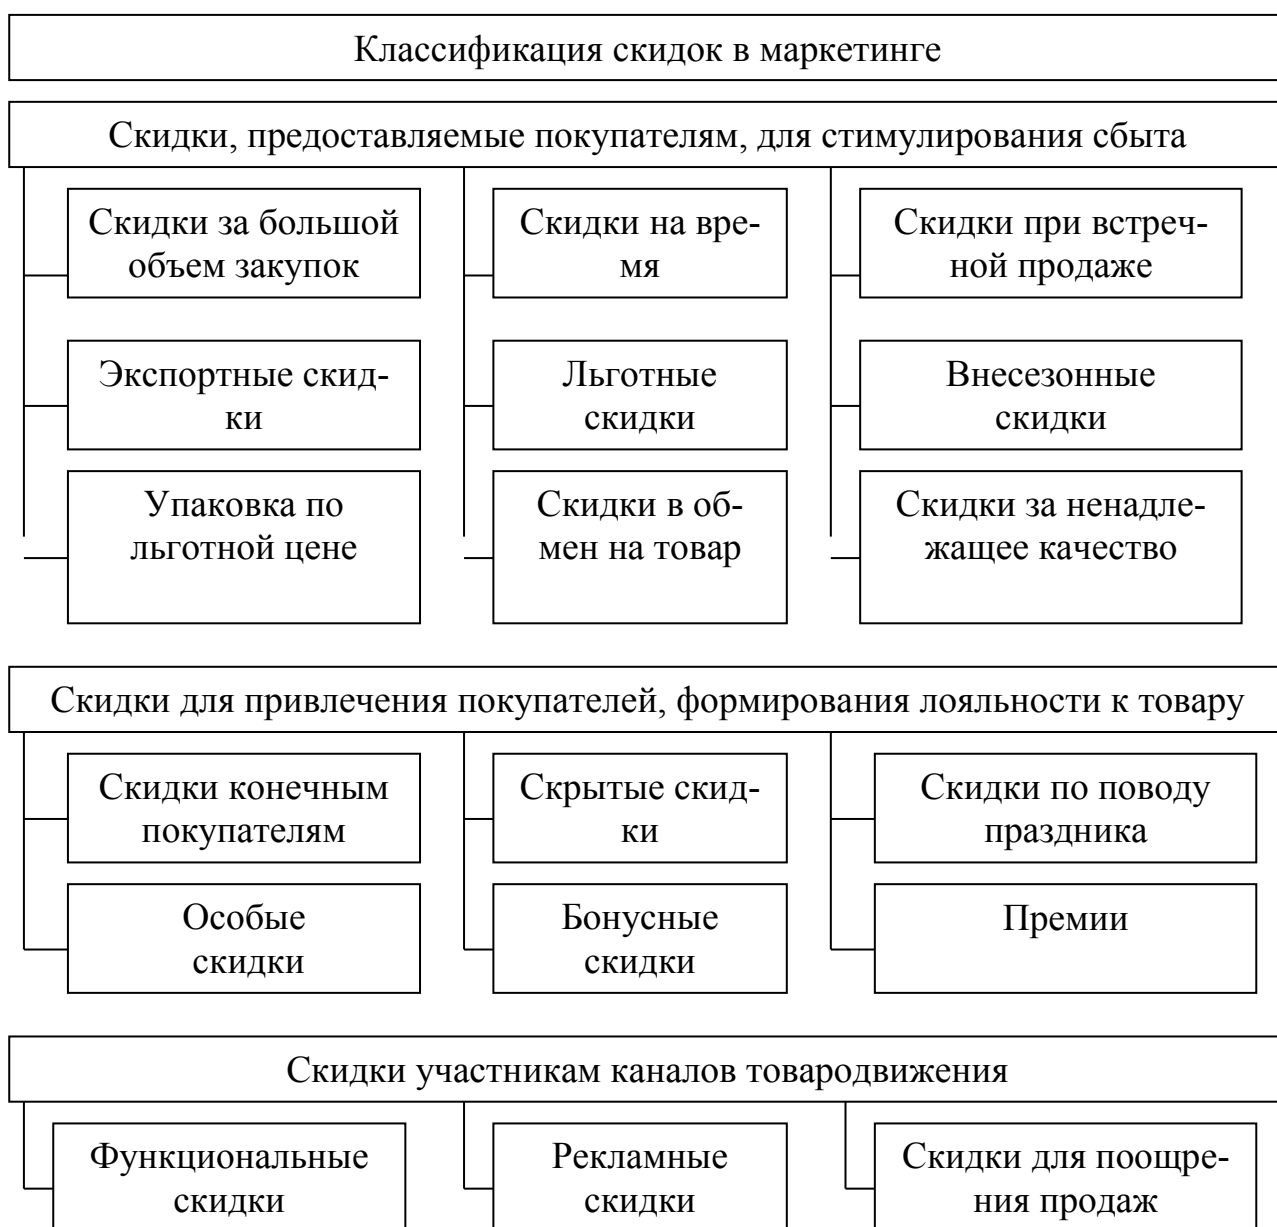 Классификация скидок в маркетинге
Скидки, предоставляемые покупателям, для стимулирования сбыта
Скидки за большой
объем закупок
Скидки на вре-
мя
Скидки при встреч-
ной продаже
Экспортные скид-
ки
Льготные
скидки
Внесезонные
скидки
Упаковка по
льготной цене
Скидки в об-
мен на товар
Скидки за ненадле-
жащее качество
Скидки для привлечения покупателей, формирования лояльности к товару
Скидки конечным
покупателям
Скрытые скид-
ки
Скидки по поводу
праздника
Особые
скидки
Бонусные
скидки
Премии
Скидки участникам каналов товародвижения
Функциональные
скидки
Рекламные
скидки
Скидки для поощре-
ния продаж